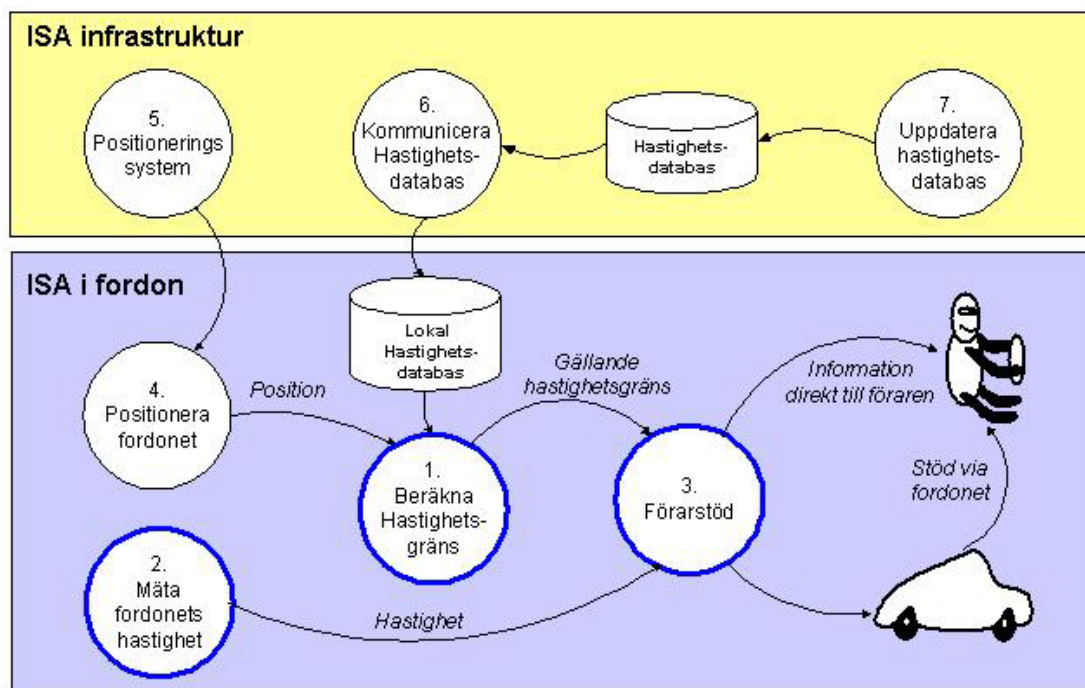 ISA infrastruktur
5.
Positionerings
system
6.
Kommunicera
Hastighets-
databas
Hastighets-
databas
7.
Uppdatera
hastighets-
databas
ISA i fordon
Lokal
Hastighets-
databas
4.
Positionera
fordonet
Position
Gällande
hastighetsgräns
Information
direkt till föraren
1.
Beräkna
Hastighets-
gräns
3.
Förarstöd
Stöd via
fordonet
2.
Mäta
fordonets
hastighet
Hastighet